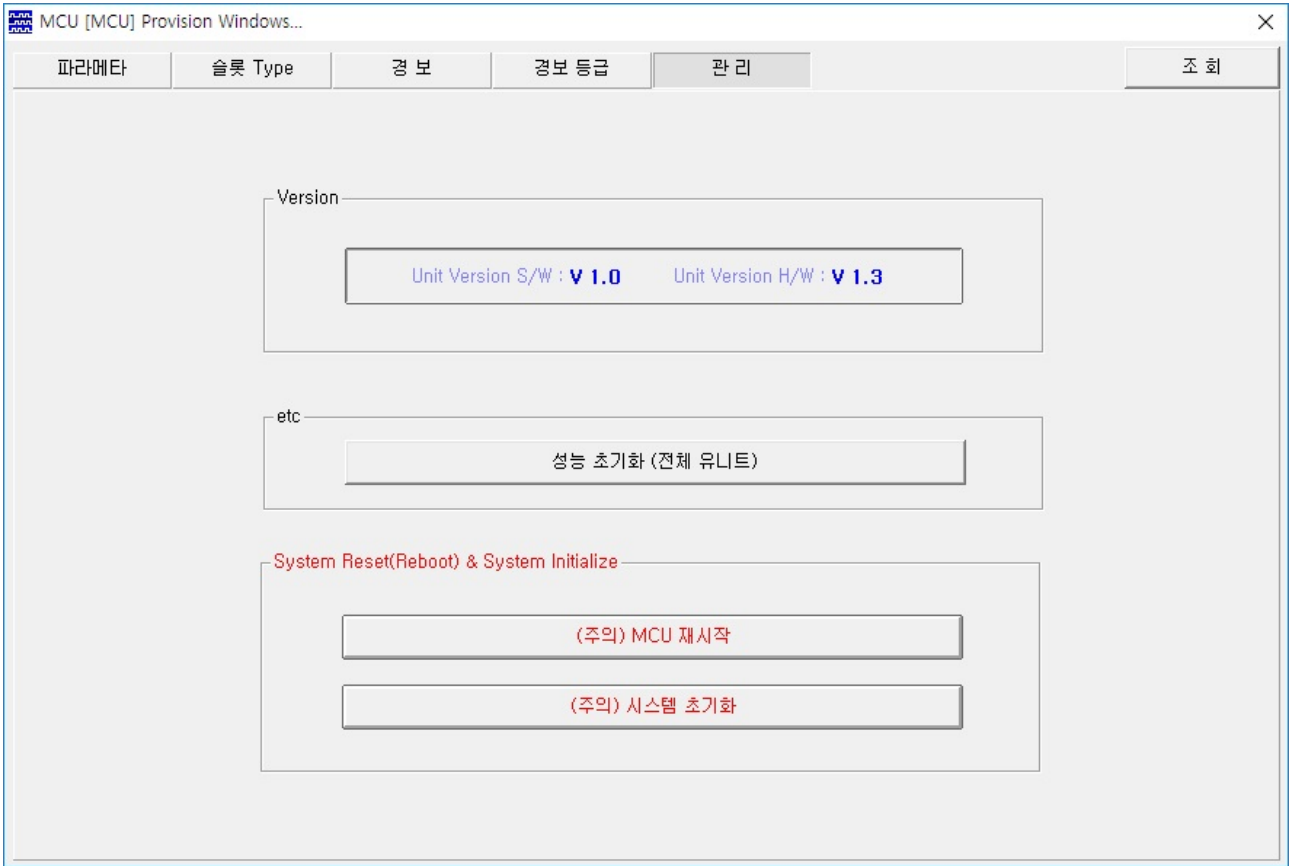 MCU [MCU] Provision Windows...
파라메타 슬롯 Type 경 보 경보 등급 관 리 조 회
Version
Unit Version S/W : V 1.0 Unit Version H/W : V 1.3
etc
성능 초기화 (전체 유니트)
System Reset(Reboot) & System Initialize
(주의) MCU 재시작
(주의) 시스템 초기화